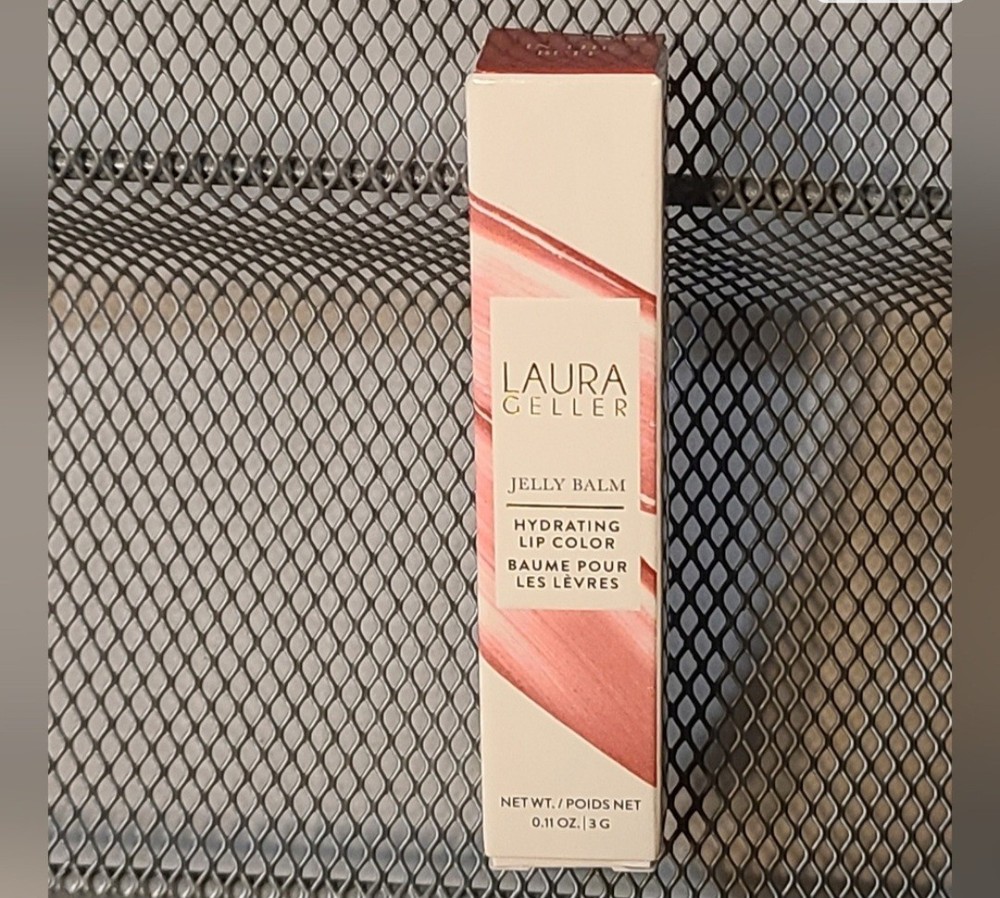 LAURA
GELLER
JELLY BALM
HYDRATING
LIP COLOR
BAUME POUR
LES LÈVRES
NET WT. / POIDS NET
0.11 OZ. | 3 G